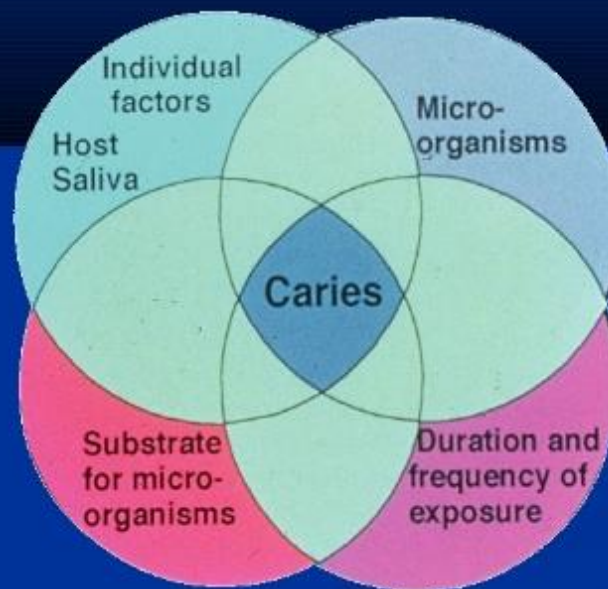 Individual
factors
Host
Saliva
Micro-
organisms
Caries
Substrate
for micro-
organisms
Duration and
frequency of
exposure